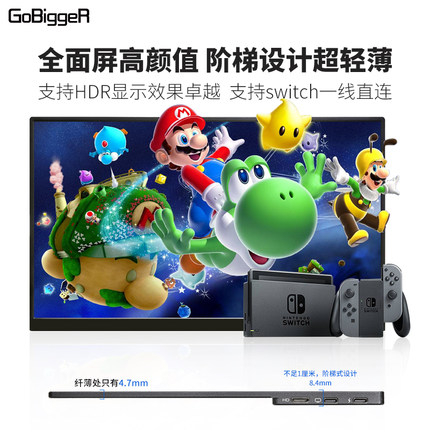 GoBiggeR
全面屏高颜值 阶梯设计超轻薄
支持HDR显示效果卓越 支持switch一线直连
NINTENDO
SWITCH
纤薄处只有4.7mm
不足1厘米，阶梯式设计
8.4mm
HD